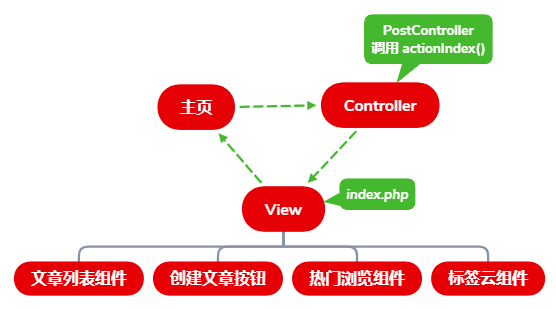 PostController
调用 actionIndex()
主页
Controller
index.php
View
文章列表组件
创建文章按钮
热门浏览组件
标签云组件